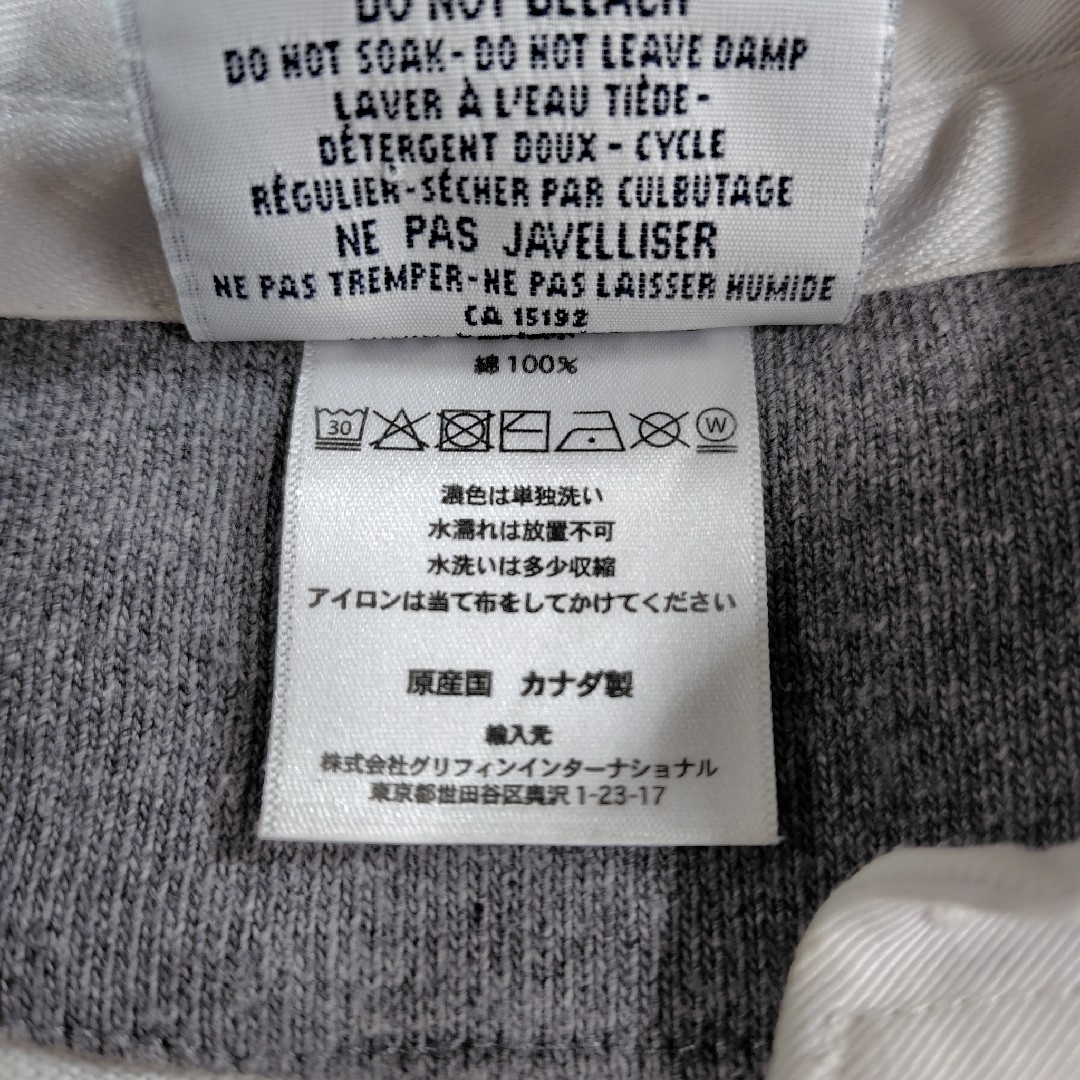 DO NOT BLEACH
DO NOT SOAK - DO NOT LEAVE DAMP
LAVER À L'EAU TIÈDE -
DÉTERGENT DOUX - CYCLE
RÉGULIER - SÉCHER PAR CULBUTAGE
NE PAS JAVELLISER
NE PAS TREMPER - NE PAS LAISSER HUMIDE
CA 15192
綿 100%
30 W
濃色は単独洗い
水濡れは放置不可
水洗いは多少収縮
アイロンは当て布をしてかけてください
原産国 カナダ製
輸入元
株式会社グリフィンインターナショナル
東京都世田谷区奥沢 1-23-17